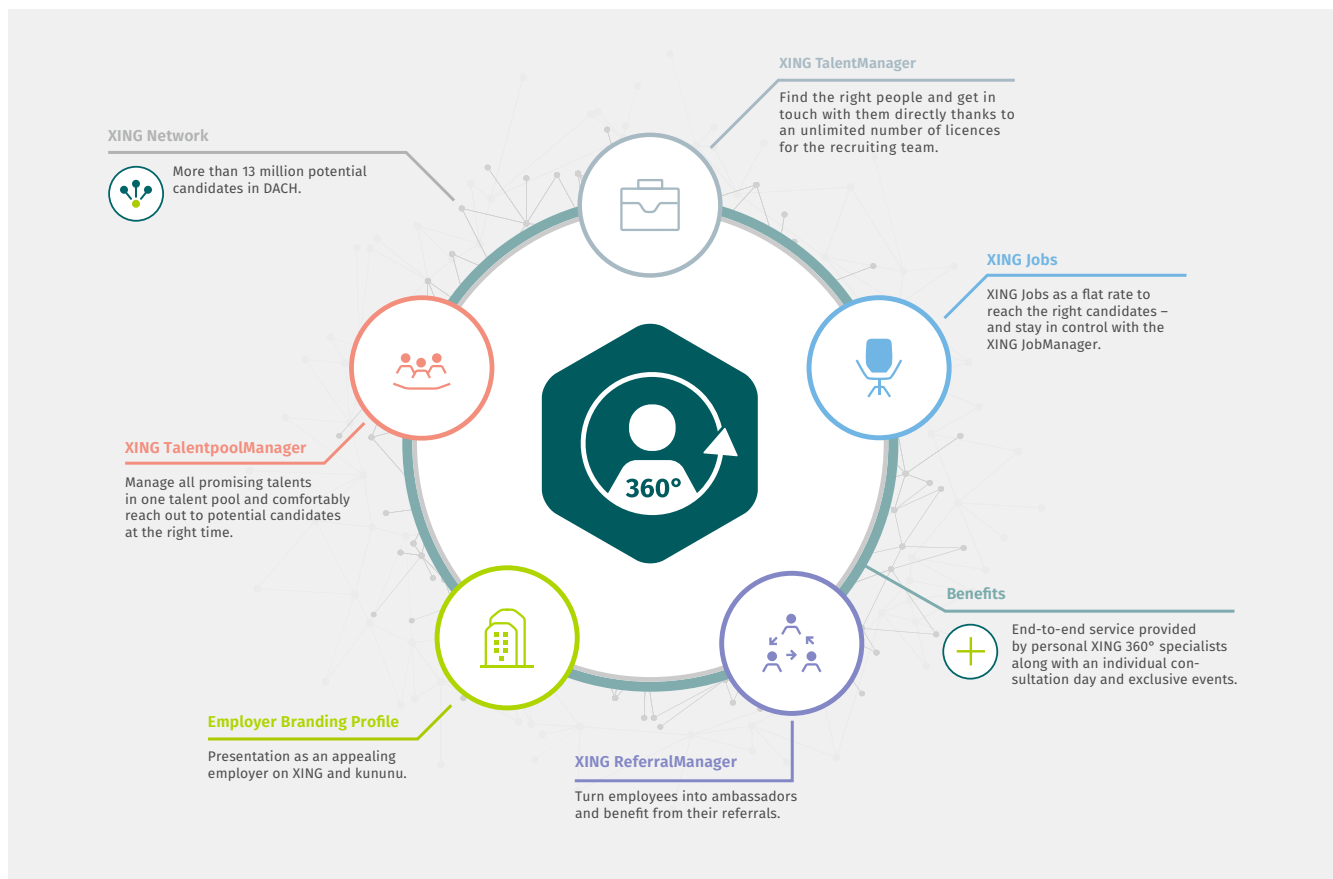 XING TalentManager
Find the right people and get in
touch with them directly thanks to
an unlimited number of licences
for the recruiting team.
XING Network
More than 13 million potential
candidates in DACH.
XING Jobs
XING Jobs as a flat rate to
reach the right candidates –
and stay in control with the
XING JobManager.
360°
XING TalentpoolManager
Manage all promising talents
in one talent pool and comfortably
reach out to potential candidates
at the right time.
Benefits
End-to-end service provided
by personal XING 360° specialists
along with an individual con-
sultation day and exclusive events.
Employer Branding Profile
Presentation as an appealing
employer on XING and kununu.
XING ReferralManager
Turn employees into ambassadors
and benefit from their referrals.